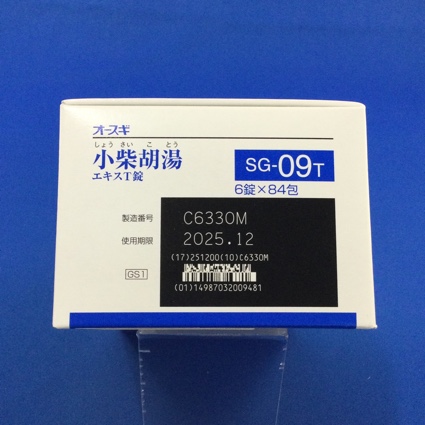 オースギ
しょう さい こ とう
小柴胡湯
エキスT錠
SG-09T
6錠×84包
製造番号 C6330M
使用期限 2025.12
(17)251200(10)C6330M
GS1
(01)14987032009481